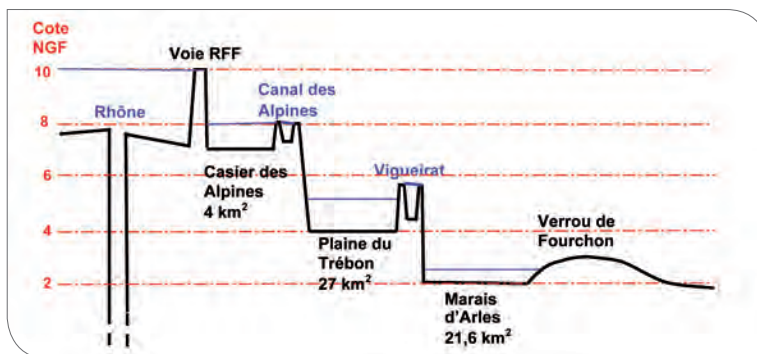 Cote
NGF
10
8
6
4
2
Voie RFF
Rhône
Canal des
Alpines
Casier des
Alpines
4 km²
Vigueirat
Plaine du
Trébon
27 km²
Verrou de
Fourchon
Marais
d'Arles
21,6 km²